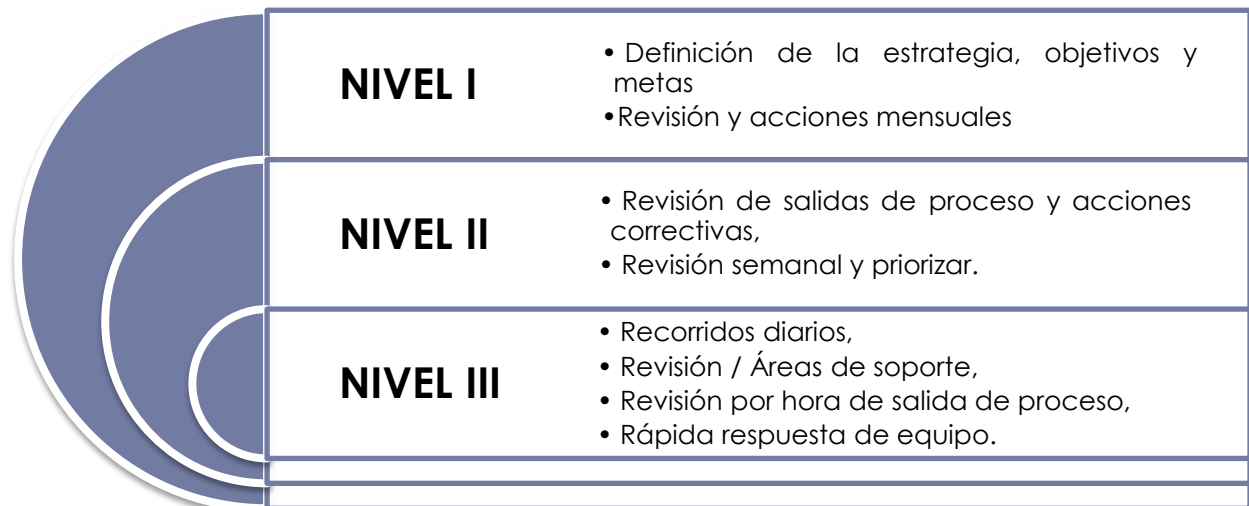 NIVEL I
• Definición de la estrategia, objetivos y
metas
•Revisión y acciones mensuales
NIVEL II
• Revisión de salidas de proceso y acciones
correctivas,
• Revisión semanal y priorizar.
NIVEL III
• Recorridos diarios,
• Revisión / Áreas de soporte,
• Revisión por hora de salida de proceso,
• Rápida respuesta de equipo.